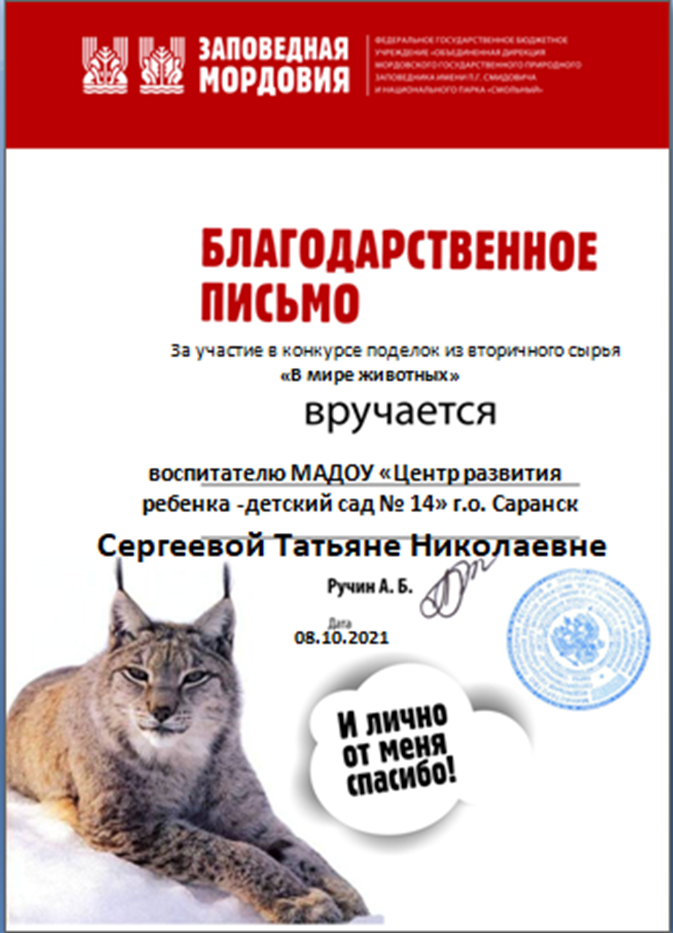 ЗАПОВЕДНАЯ
МОРДОВИЯ
ФЕДЕРАЛЬНОЕ ГОСУДАРСТВЕННОЕ БЮДЖЕТНОЕ
УЧРЕЖДЕНИЕ «ОБЪЕДИНЕННАЯ ДИРЕКЦИЯ
МОРДОВСКОГО ГОСУДАРСТВЕННОГО ПРИРОДНОГО
ЗАПОВЕДНИКА ИМЕНИ П.Г. СМИДОВИЧА
И НАЦИОНАЛЬНОГО ПАРКА «СМОЛЬНЫЙ»
БЛАГОДАРСТВЕННОЕ
ПИСЬМО
За участие в конкурсе поделок из вторичного сырья
«В мире животных»
вручается
воспитателю МАДОУ «Центр развития
ребенка -детский сад № 14» г.о. Саранск
Сергеевой Татьяне Николаевне
Ручин А. Б.
Дата
08.10.2021
И лично
от меня
спасибо!